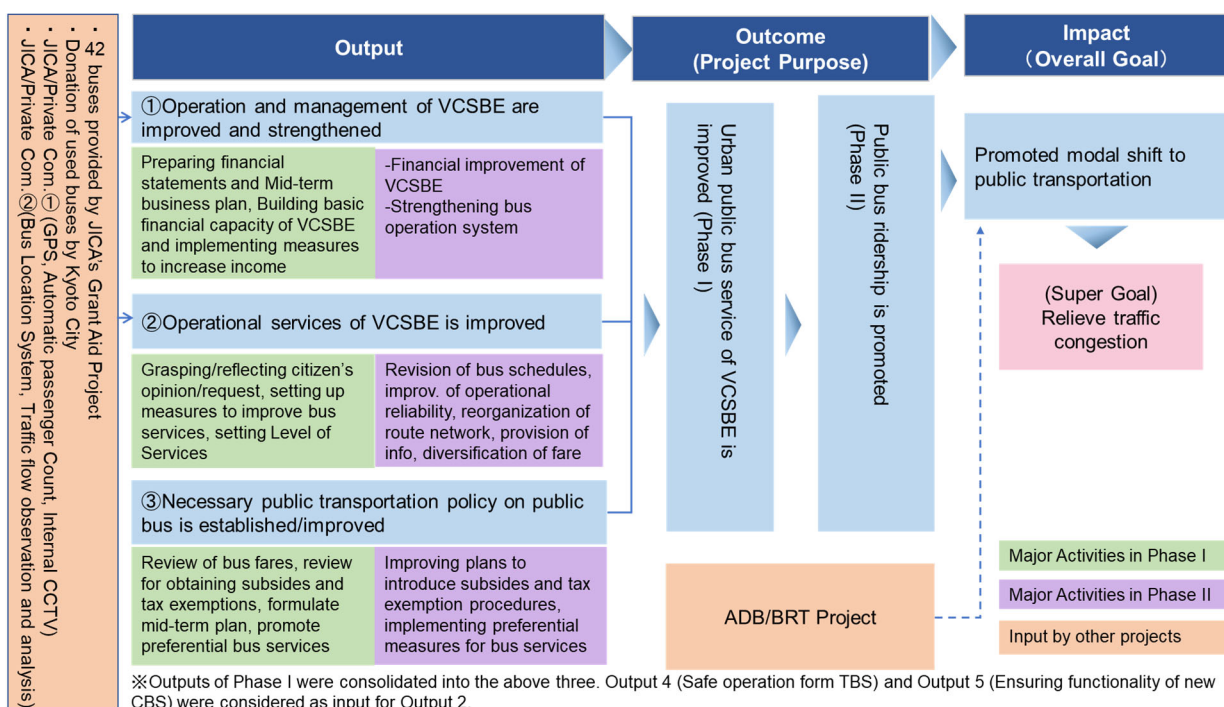 ・42 buses provided by JICA's Grant Aid Project
・Donation of used buses by Kyoto City
・JICA/Private Com.① (GPS, Automatic passenger Count, Internal CCTV)
・JICA/Private Com.②(Bus Location System, Traffic flow observation and analysis)
Output
Outcome
(Project Purpose)
Impact
(Overall Goal)
①Operation and management of VCSBE are
improved and strengthened
Preparing financial
statements and Mid-term
business plan, Building basic
financial capacity of VCSBE
and implementing measures
to increase income
-Financial improvement of
VCSBE
-Strengthening bus
operation system
②Operational services of VCSBE is improved
Grasping/reflecting citizen's
opinion/request, setting up
measures to improve bus
services, setting Level of
Services
Revision of bus schedules,
improv. of operational
reliability, reorganization of
route network, provision of
info, diversification of fare
③Necessary public transportation policy on public
bus is established/improved
Review of bus fares, review
for obtaining subsides and
tax exemptions, formulate
mid-term plan, promote
preferential bus services
Improving plans to
introduce subsides and tax
exemption procedures,
implementing preferential
measures for bus services
Urban public bus service of VCSBE is
improved (Phase I)
Public bus ridership is promoted
(Phase II)
ADB/BRT Project
Promoted modal shift to
public transportation
(Super Goal)
Relieve traffic
congestion
Major Activities in Phase I
Major Activities in Phase II
Input by other projects
※Outputs of Phase I were consolidated into the above three. Output 4 (Safe operation form TBS) and Output 5 (Ensuring functionality of new
CBS) were considered as input for Output 2.